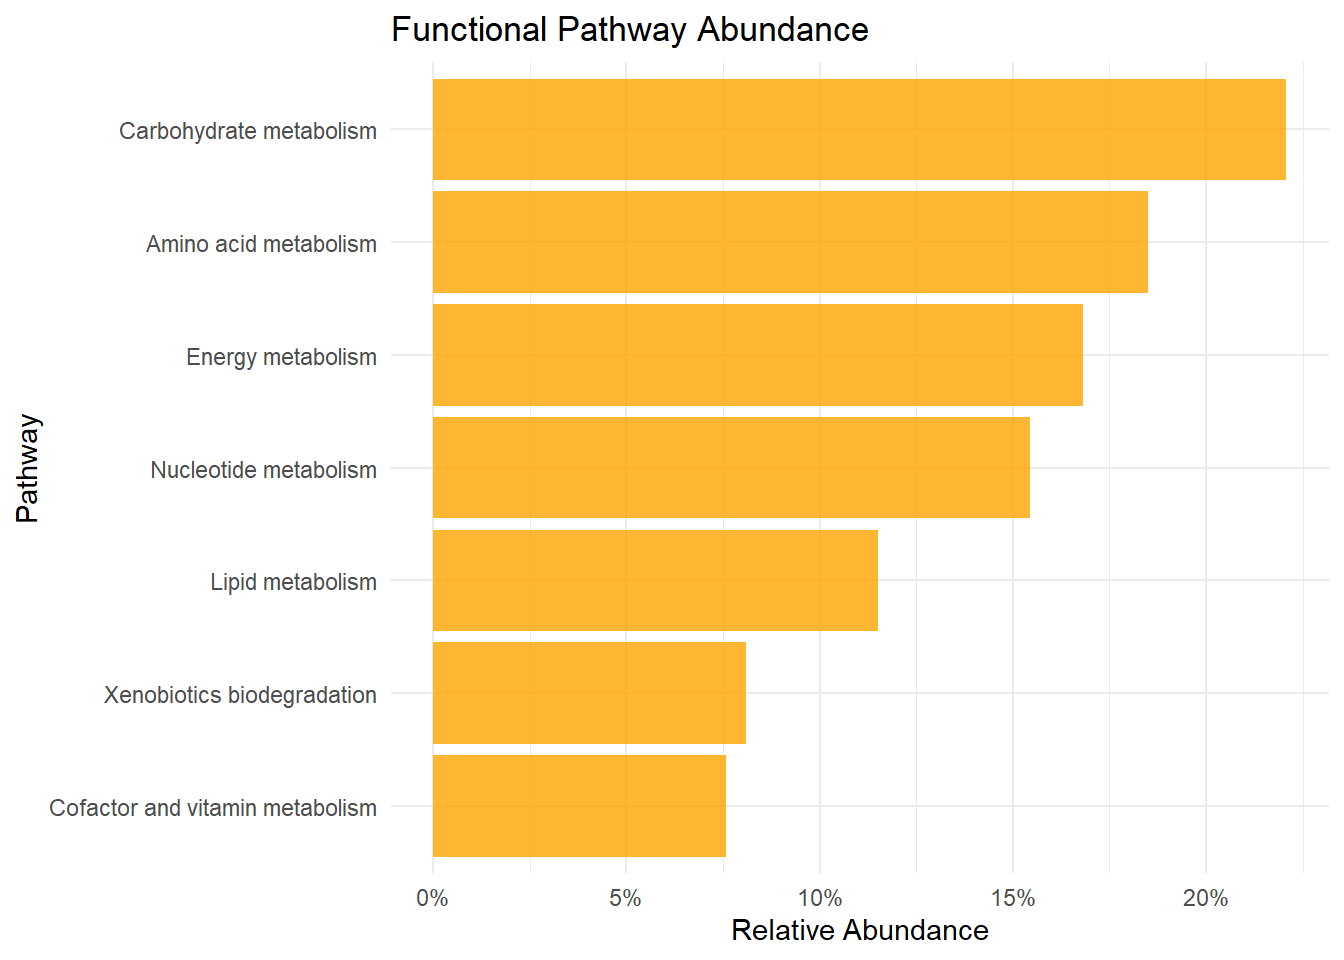 Functional Pathway Abundance
Carbohydrate metabolism
Amino acid metabolism
Energy metabolism
Nucleotide metabolism
Lipid metabolism
Xenobiotics biodegradation
Cofactor and vitamin metabolism
Pathway
0% 5% 10% 15% 20%
Relative Abundance